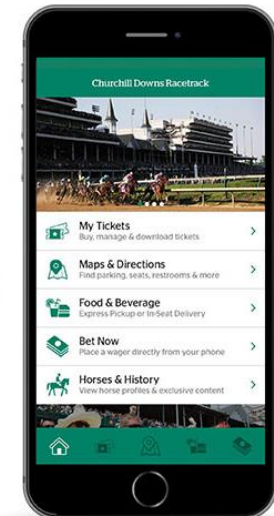 Churchill Downs Racetrack
My Tickets
Buy, manage & download tickets
Maps & Directions
Find parking, seats, restrooms & more
Food & Beverage
Express Pickup or In-Seat Delivery
Bet Now
Place a wager directly from your phone
Horses & History
View horse profiles & exclusive content